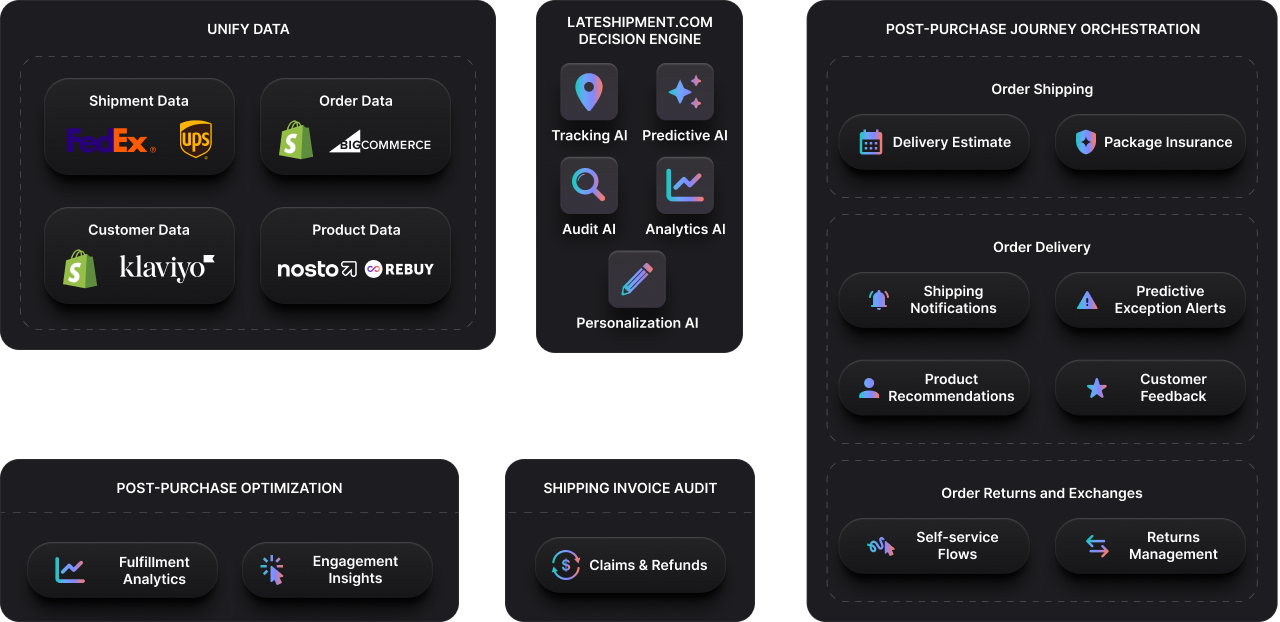 UNIFY DATA
Shipment Data
FedEx®
ups
Order Data
S
BIGCOMMERCE
Customer Data
S
klaviyo
Product Data
nosto
REBUY
LATESHIPMENT.COM
DECISION ENGINE
Tracking AI
Predictive AI
Audit AI
Analytics AI
Personalization AI
POST-PURCHASE JOURNEY ORCHESTRATION
Order Shipping
Delivery Estimate
Package Insurance
Order Delivery
Shipping
Notifications
Predictive
Exception Alerts
Product
Recommendations
Customer
Feedback
Order Returns and Exchanges
Self-service
Flows
Returns
Management
POST-PURCHASE OPTIMIZATION
Fulfillment
Analytics
Engagement
Insights
SHIPPING INVOICE AUDIT
$
Claims & Refunds